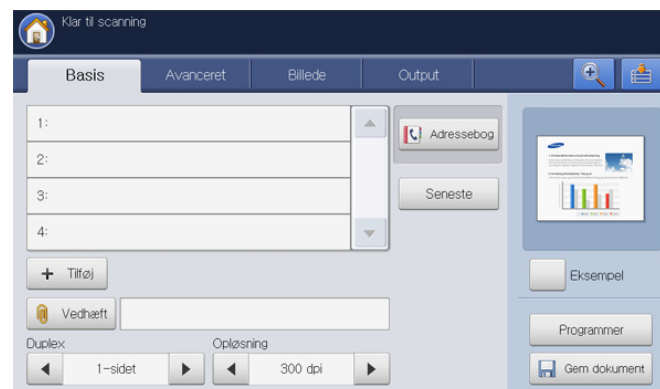 Klar til scanning
Basis
Avanceret
Billede
Output
1:
2:
3:
4:
Adressebog
Seneste
Tilføj
Vedhæft
Duplex
Opløsning
1-sidet
300 dpi
Eksempel
Programmer
Gem dokument